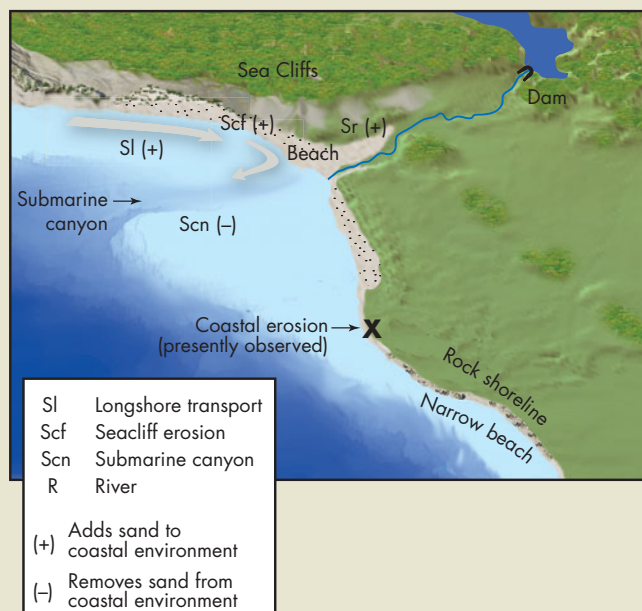 Sea Cliffs
Dam
Scf (+)
Sr (+)
Sl (+)
Beach
Submarine
canyon
Scn (–)
Coastal erosion
(presently observed)
X
Rock shoreline
Narrow beach
Sl Longshore transport
Scf Seacliff erosion
Scn Submarine canyon
R River
(+) Adds sand to
coastal environment
(–) Removes sand from
coastal environment